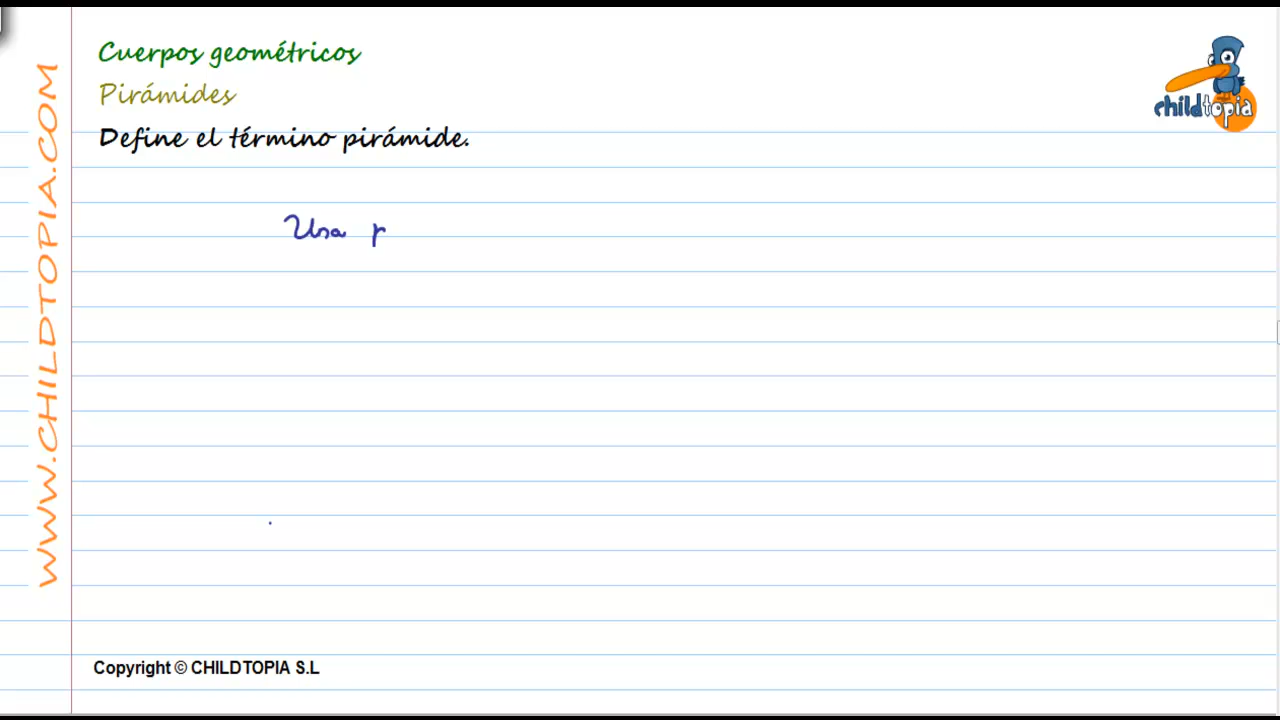 Cuerpos geométricos
Pirámides
Define el término pirámide.
childtopia
Una p
WWW.CHILDTOPIA.COM
Copyright © CHILDTOPIA S.L